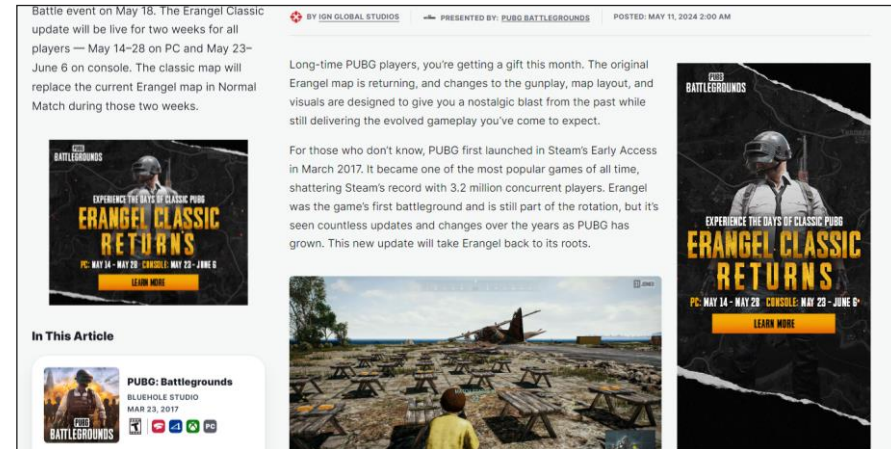 Battle event on May 18. The Erangel Classic
update will be live for two weeks for all
players — May 14–28 on PC and May 23–
June 6 on console. The classic map will
replace the current Erangel map in Normal
Match during those two weeks.
PUBG
BATTLEGROUNDS
EXPERIENCE THE DAYS OF CLASSIC PUBG
ERANGEL CLASSIC
RETURNS
PC: MAY 14 - MAY 28 CONSOLE: MAY 23 - JUNE 6
LEARN MORE
In This Article
PUBG
BATTLEGROUNDS
PUBG: Battlegrounds
BLUEHOLE STUDIO
MAR 23, 2017
T
PC
BY IGN GLOBAL STUDIOS
PRESENTED BY: PUBG BATTLEGROUNDS
POSTED: MAY 11, 2024 2:00 AM
Long-time PUBG players, you're getting a gift this month. The original
Erangel map is returning, and changes to the gunplay, map layout, and
visuals are designed to give you a nostalgic blast from the past while
still delivering the evolved gameplay you've come to expect.
For those who don't know, PUBG first launched in Steam's Early Access
in March 2017. It became one of the most popular games of all time,
shattering Steam's record with 3.2 million concurrent players. Erangel
was the game's first battleground and is still part of the rotation, but it's
seen countless updates and changes over the years as PUBG has
grown. This new update will take Erangel back to its roots.
PUBG
BATTLEGROUNDS
EXPERIENCE THE DAYS OF CLASSIC PUBG
ERANGEL CLASSIC
RETURNS
PC: MAY 14 - MAY 28 CONSOLE: MAY 23 - JUNE 6
LEARN MORE